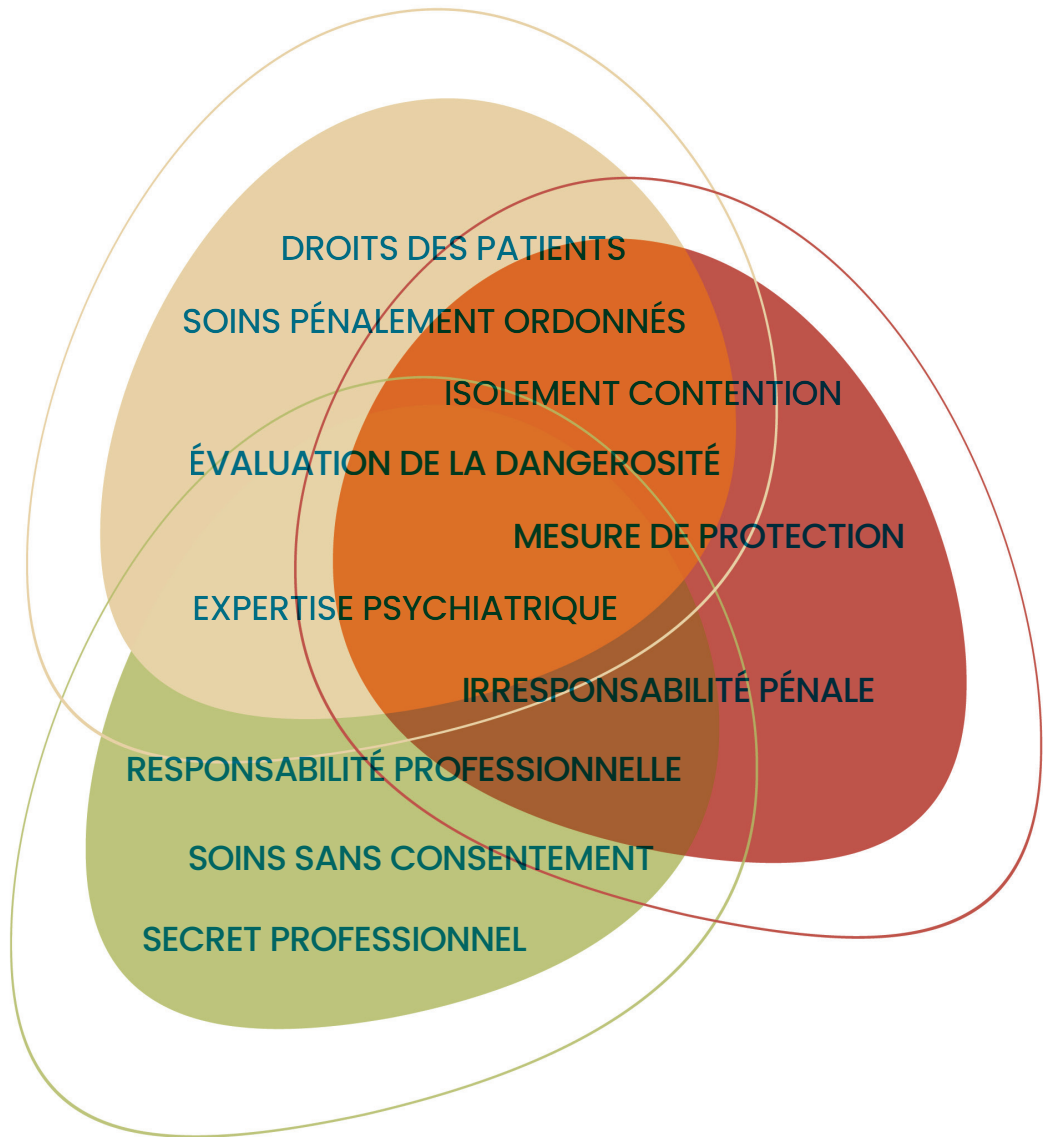 DROITS DES PATIENTS
SOINS PÉNALEMENT ORDONNÉS
ISOLEMENT CONTENTION
ÉVALUATION DE LA DANGEROSITÉ
MESURE DE PROTECTION
EXPERTISE PSYCHIATRIQUE
IRRESPONSABILITÉ PÉNALE
RESPONSABILITÉ PROFESSIONNELLE
SOINS SANS CONSENTEMENT
SECRET PROFESSIONNEL